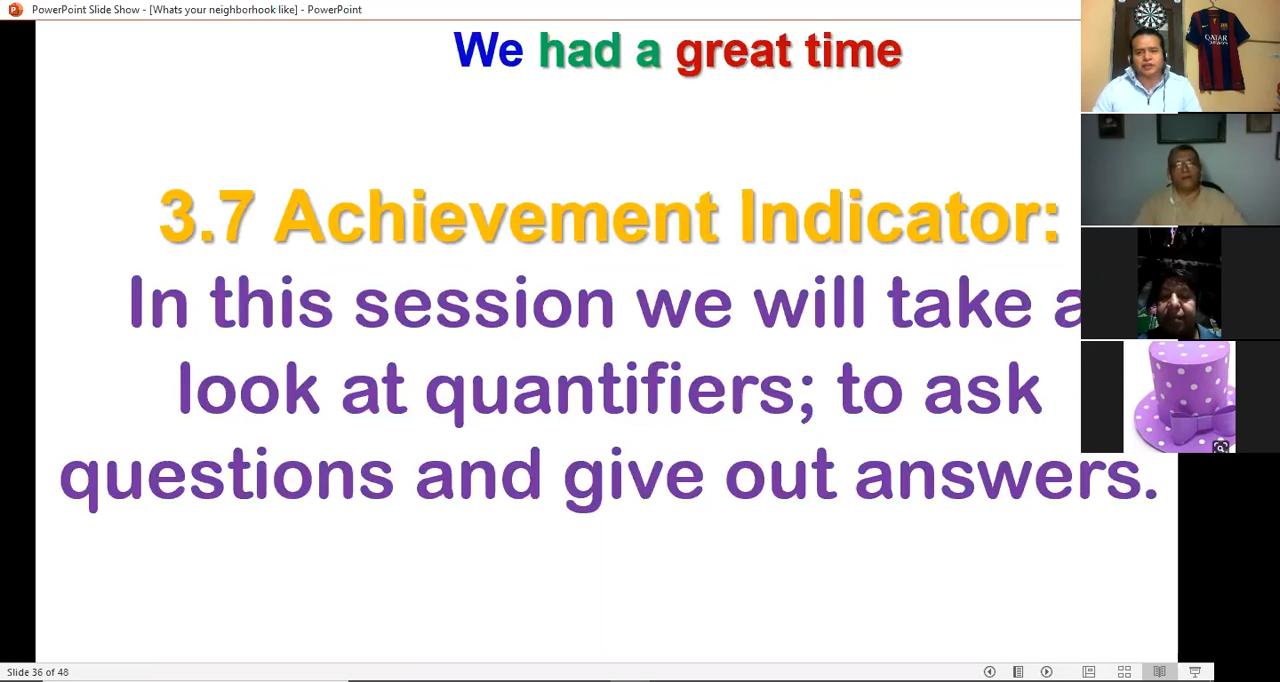 PowerPoint Slide Show - [Whats your neighborhook like] - PowerPoint
We had a great time
QATAR
3.7 Achievement Indicator:
In this session we will take a
look at quantifiers; to ask
questions and give out answers.
Slide 36 of 48